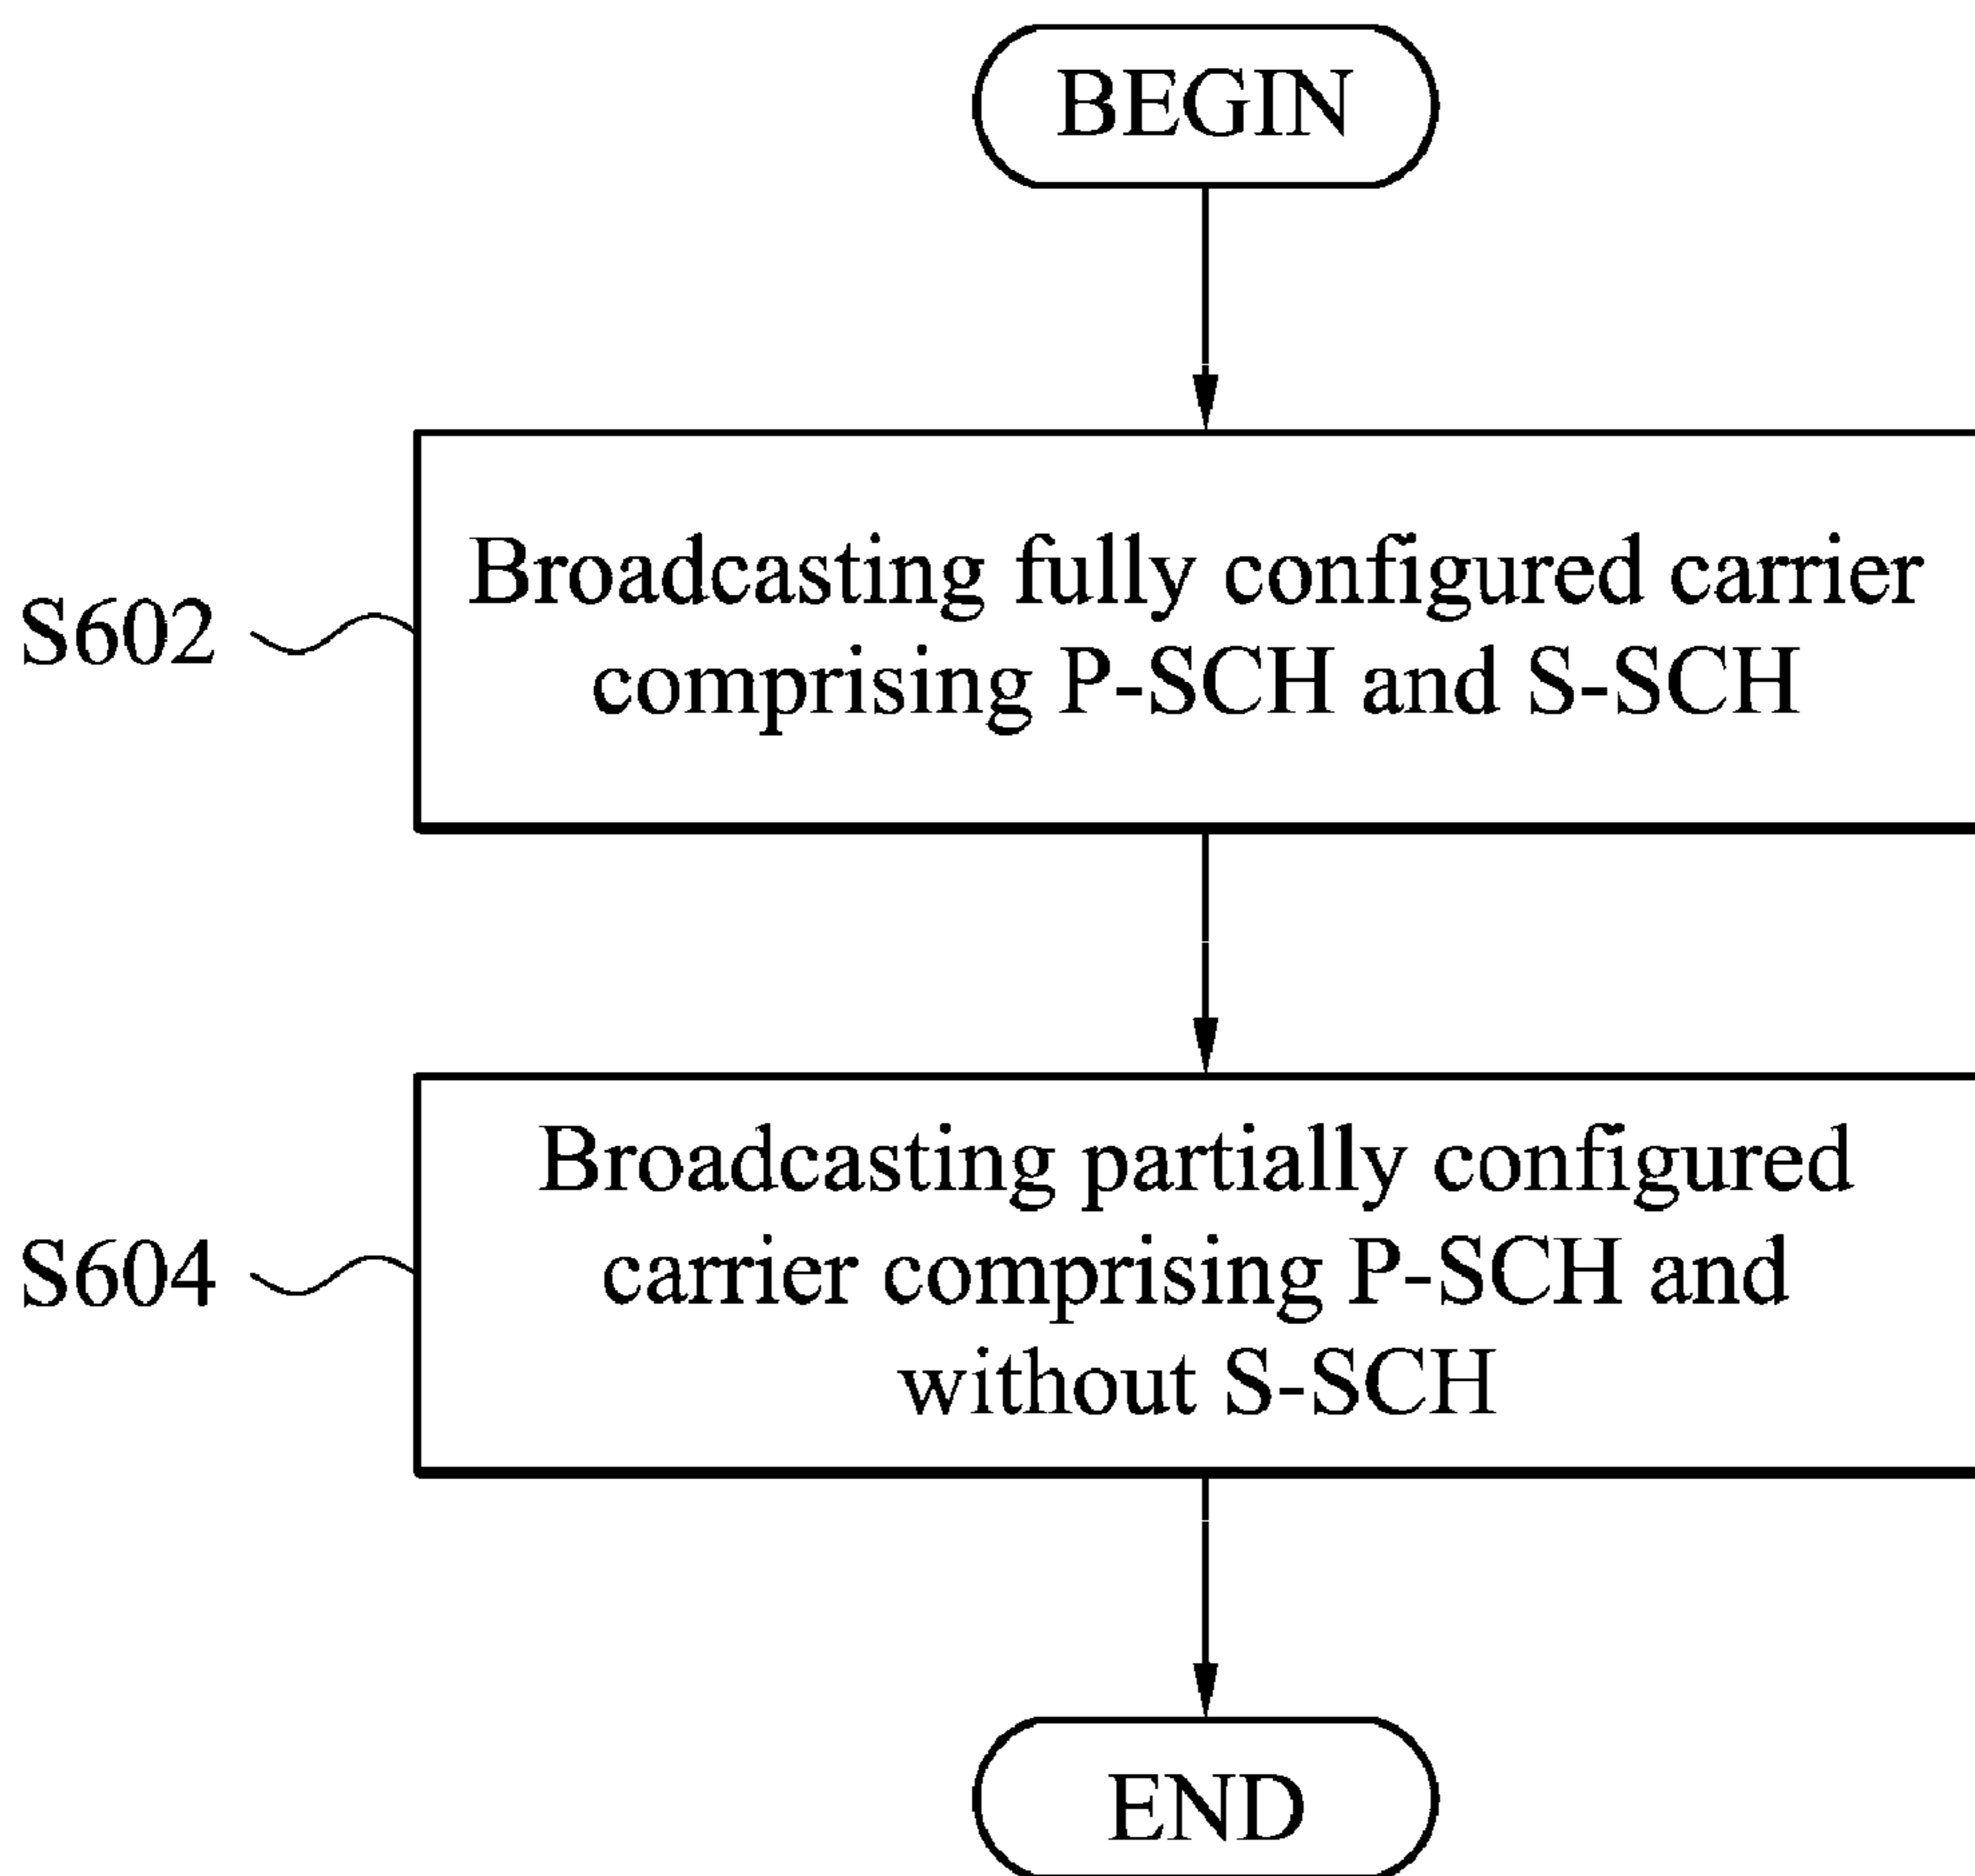 BEGIN
S602
Broadcasting fully configured carrier
comprising P-SCH and S-SCH
S604
Broadcasting partially configured
carrier comprising P-SCH and
without S-SCH
END